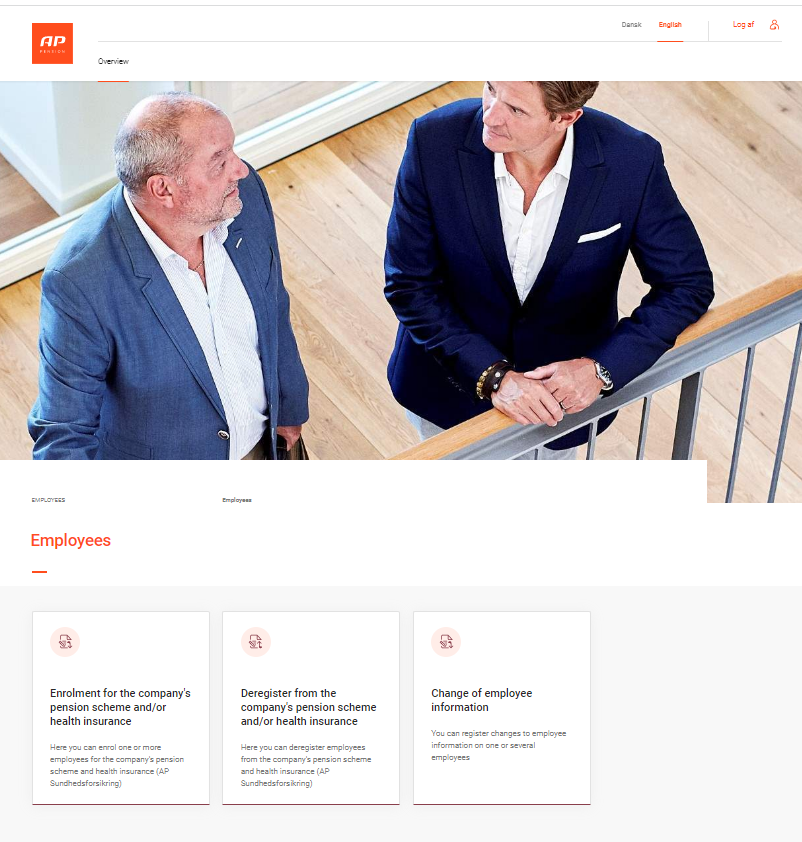 Dansk English Log af
AP
PENSION
Overview
EMPLOYEES Employees
Employees
Enrolment for the company's
pension scheme and/or
health insurance
Here you can enrol one or more
employees for the company's pension
scheme and health insurance (AP
Sundhedsforsikring)
Deregister from the
company's pension scheme
and/or health insurance
Here you can deregister employees
from the company's pension scheme
and health insurance (AP
Sundhedsforsikring)
Change of employee
information
You can register changes to employee
information on one or several
employees